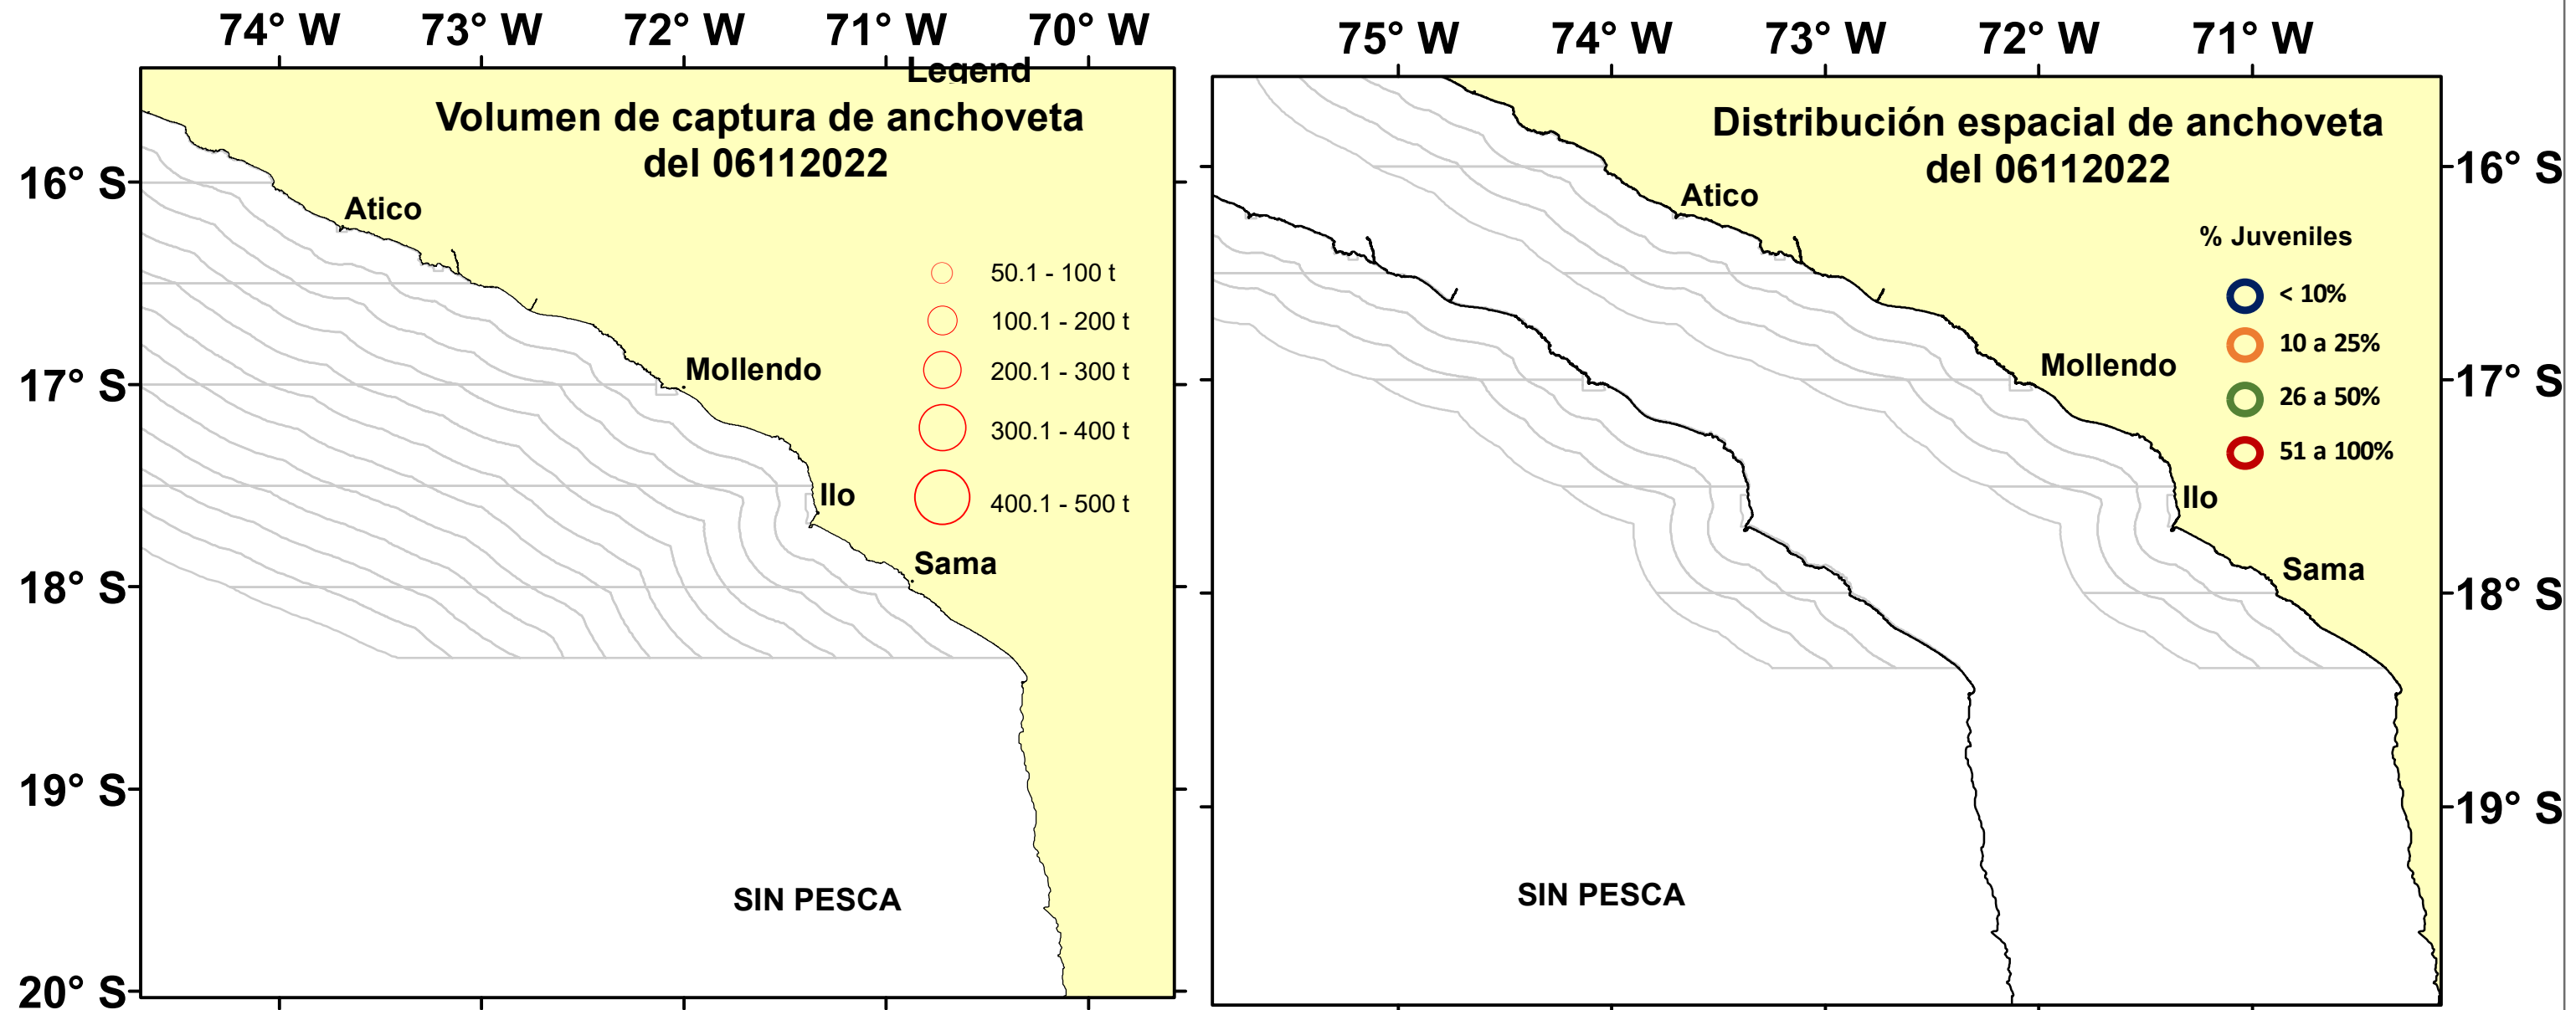 74° W 73° W 72° W 71° W 70° W
Legend
Volumen de captura de anchoveta
del 06112022
16° S
Atico
50.1 - 100 t
100.1 - 200 t
Mollendo
200.1 - 300 t
17° S
300.1 - 400 t
Ilo
400.1 - 500 t
Sama
18° S
19° S
SIN PESCA
20° S
75° W 74° W 73° W 72° W 71° W
Distribución espacial de anchoveta
del 06112022
16° S
Atico
% Juveniles
< 10%
10 a 25%
Mollendo
17° S
26 a 50%
51 a 100%
Ilo
Sama
18° S
19° S
SIN PESCA